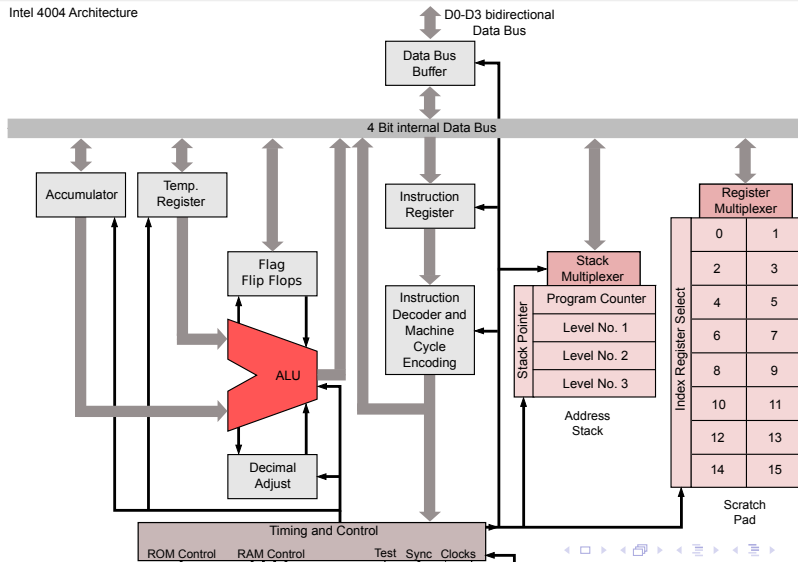 Intel 4004 Architecture
D0-D3 bidirectional
Data Bus
Data Bus
Buffer
4 Bit internal Data Bus
Accumulator
Temp.
Register
Instruction
Register
Register
Multiplexer
Flag
Flip Flops
Stack
Multiplexer
Instruction
Decoder and
Machine
Cycle
Encoding
Stack Pointer
Program Counter
Level No. 1
Level No. 2
Level No. 3
Address
Stack
Index Register Select
0 1
2 3
4 5
6 7
8 9
10 11
12 13
14 15
Scratch
Pad
ALU
Decimal
Adjust
Timing and Control
ROM Control RAM Control Test Sync Clocks